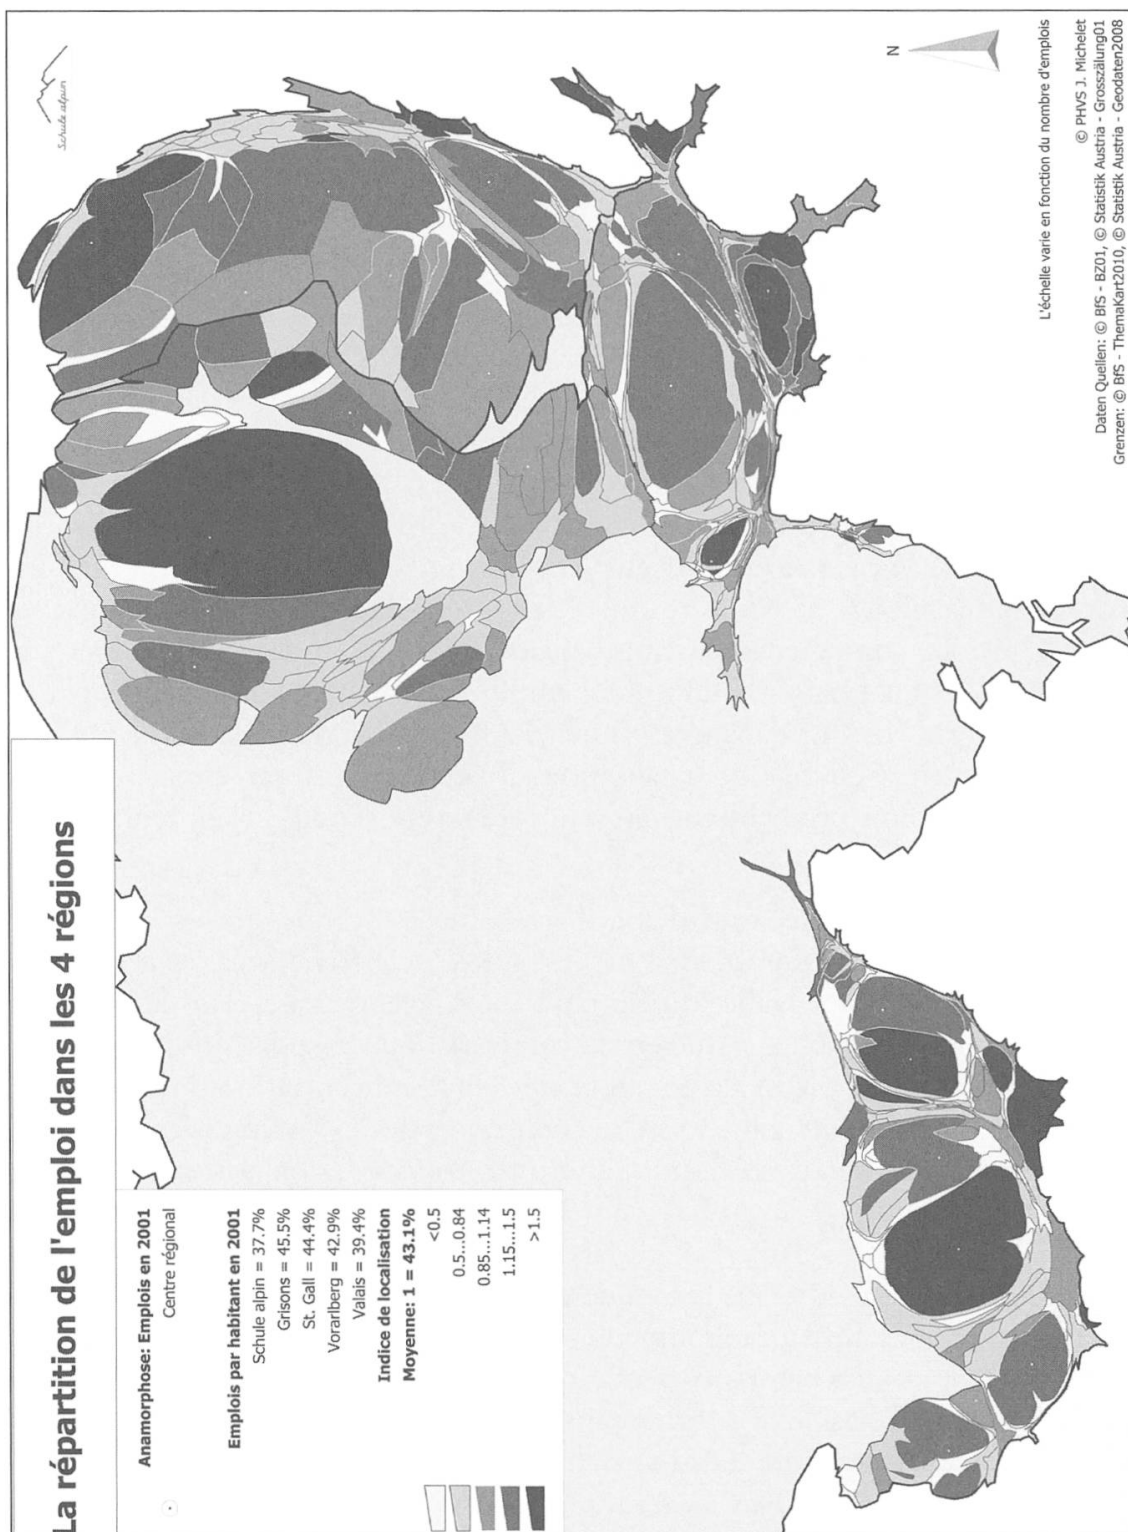 La répartition de l'emploi dans les 4 régions
Anamorphose: Emplois en 2001
Centre régional
Emplois par habitant en 2001
Schule alpin = 37.7%
Grisons = 45.5%
St. Gall = 44.4%
Vorarlberg = 42.9%
Valais = 39.4%
Indice de localisation
Moyenne: 1 = 43.1%
<0.5
0.5...0.84
0.85...1.14
1.15...1.5
>1.5
Schule alpin
N
L'échelle varie en fonction du nombre d'emplois
© PHVS J. Michelet
Daten Quellen: © BfS - BZ01, © Statistik Austria - Grosszälung01
Grenzen: © BfS - ThemaKart2010, © Statistik Austria - Geodaten2008